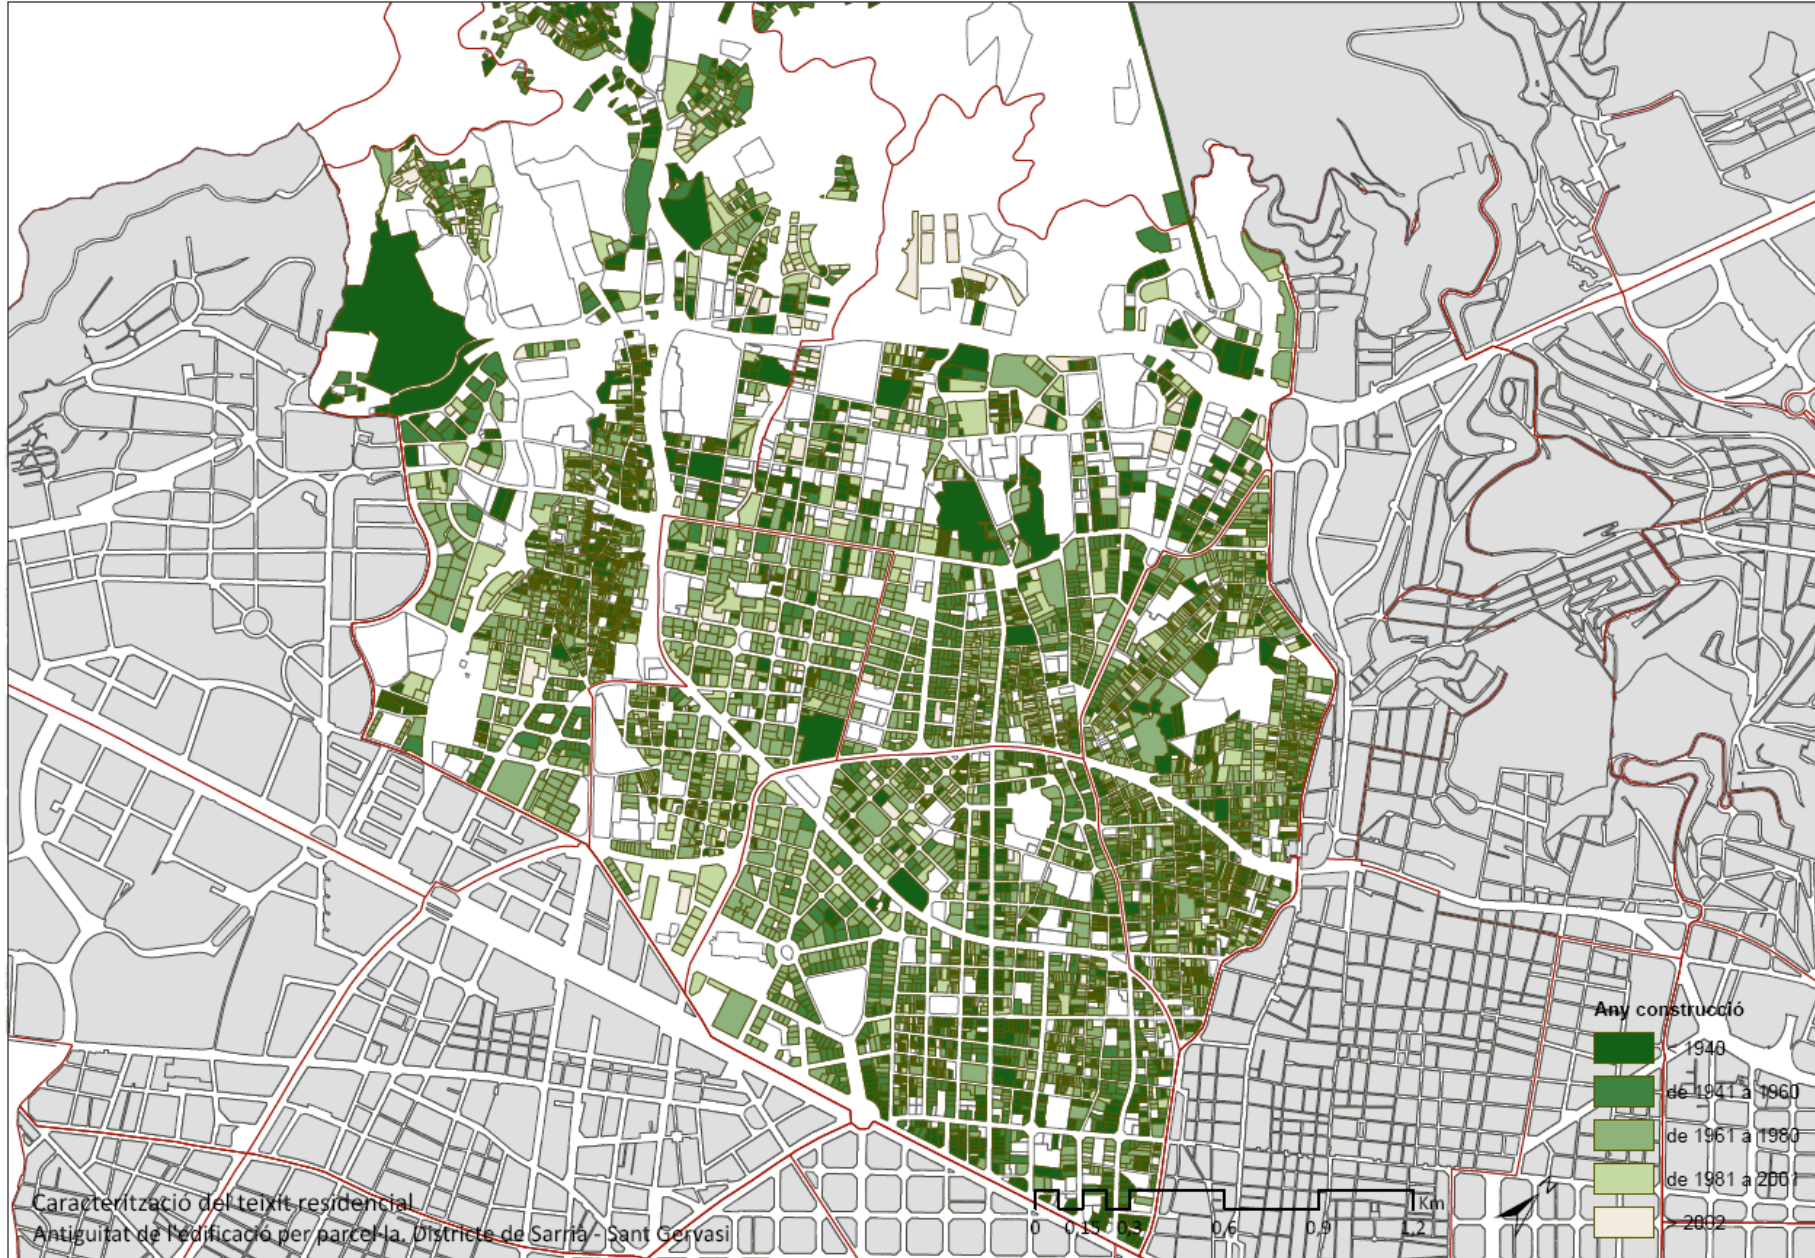 Any construcció
< 1940
de 1941 a 1960
de 1961 a 1980
de 1981 a 2001
> 2002
Km
0 0,15 0,3 0,6 0,9 1,2
N
Caracterització del teixit residencial
Antiguitat de l'edificació per parcel·la. Districte de Sarrià - Sant Gervasi